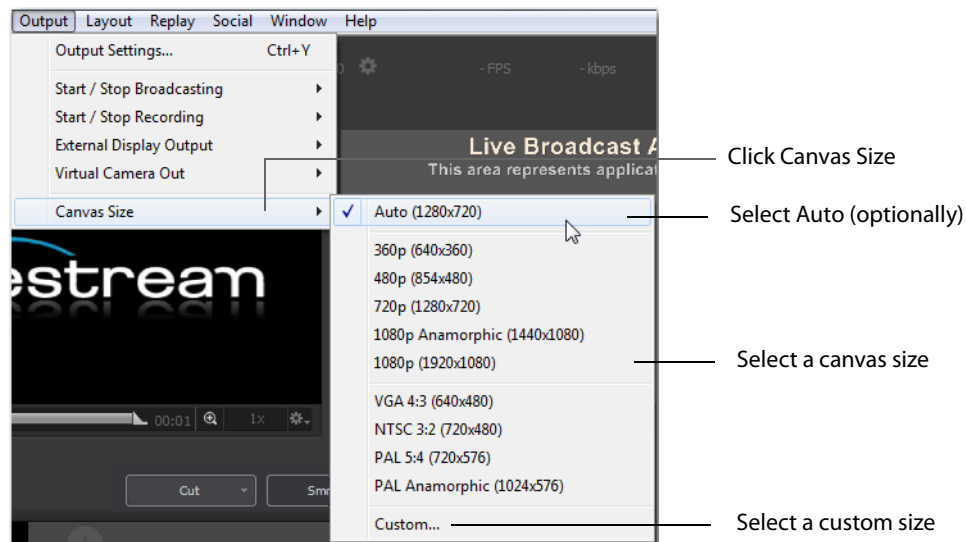 Output Layout Replay Social Window Help
Output Settings... Ctrl+Y
- FPS - kbps
Start / Stop Broadcasting
Start / Stop Recording
External Display Output
Live Broadcast
Virtual Camera Out
This area represents
Click Canvas Size
Canvas Size
Auto (1280x720)
Select Auto (optionally)
360p (640x360)
480p (854x480)
720p (1280x720)
1080p Anamorphic (1440x1080)
1080p (1920x1080)
Select a canvas size
estream
VGA 4:3 (640x480)
00:01 1x
NTSC 3:2 (720x480)
PAL 5:4 (720x576)
PAL Anamorphic (1024x576)
Cut
Custom...
Select a custom size